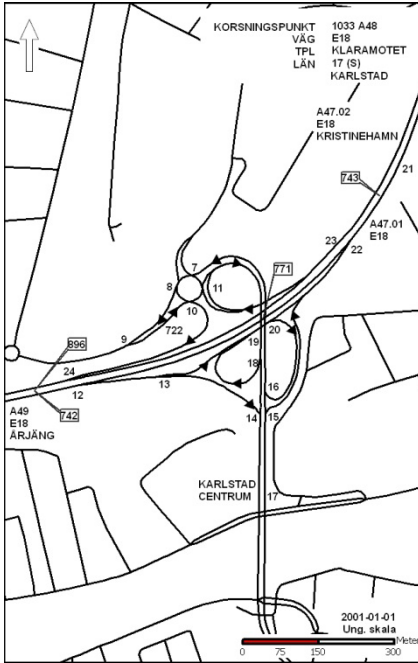 KORSNINGSPUNKT 1033 A48
VÄG E18
TPL KLARAMOTET
LÄN 17 (S)
KARLSTAD
A47.02
E18
KRISTINEHAMN
21
743
A47.01
E18
23
22
7
771
8
11
10
20
9
722
19
896
18
24
16
13
12
742
A49
E18
ÄRJÄNG
14
15
KARLSTAD
CENTRUM
17
2001-01-01
Ung. skala
Meter
0 75 150 300